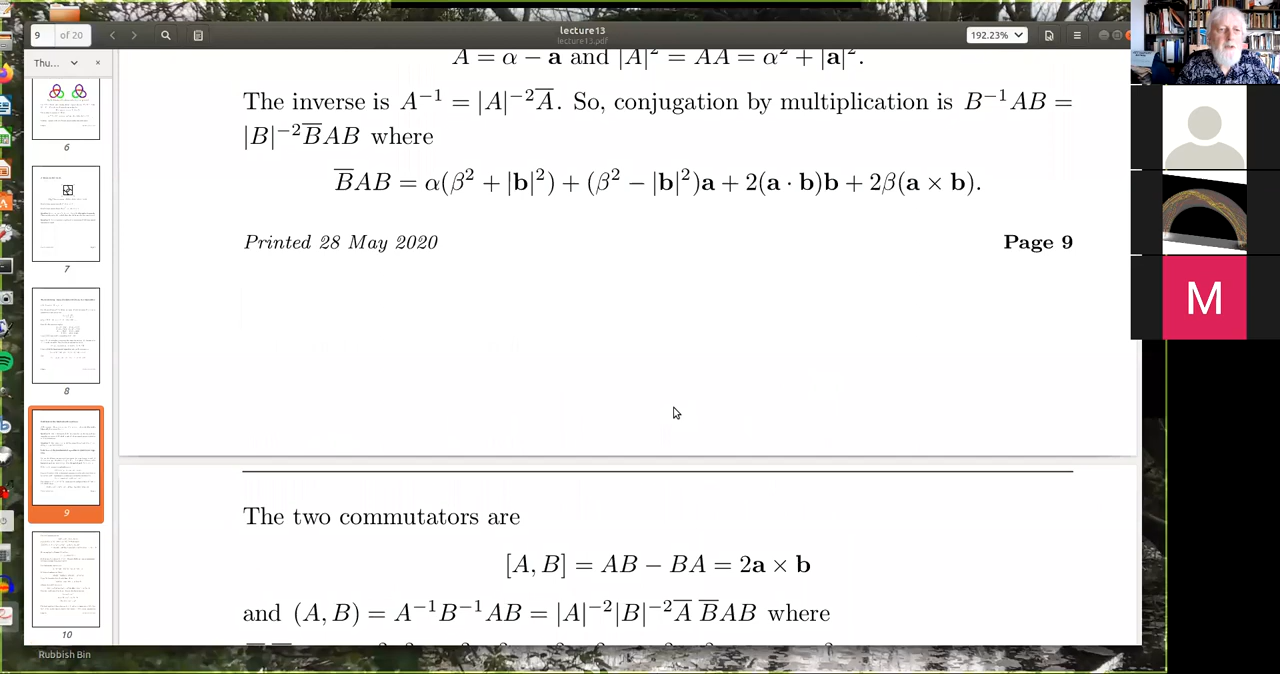 9 of 20
lecture13
lecture13.pdf
192.23%
Thu...
6
7
8
9
10
A = α − a and |A|² = AA = α² + |a|².
The inverse is A⁻¹ = |A|⁻²A̅. So, conjugation by multiplication is B⁻¹AB =
|B|⁻²B̅AB where
B̅AB = α(β² + |b|²) + (β² − |b|²)a + 2(a · b)b + 2β(a × b).
Printed 28 May 2020 Page 9
The two commutators are
[A, B] = AB − BA = 2a × b
and (A, B) = A⁻¹B⁻¹AB = |A|⁻²|B|⁻²A̅ B̅AB where
Rubbish Bin
M